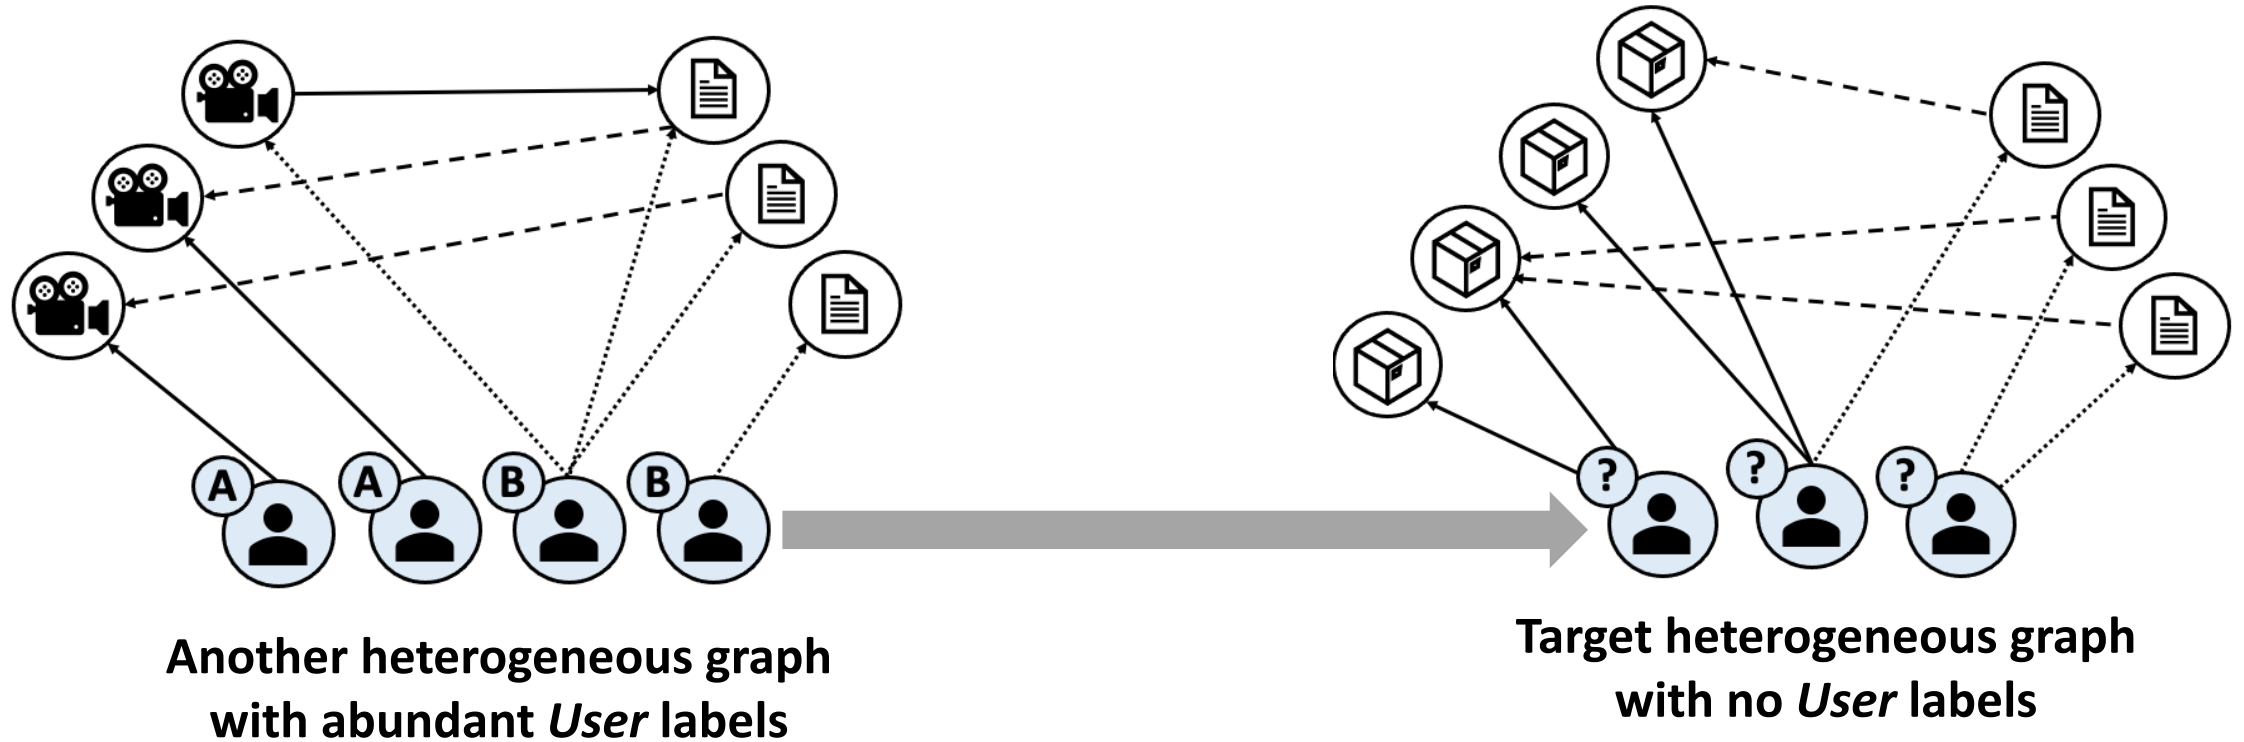 A A B B
? ? ?
Another heterogeneous graph
with abundant User labels
Target heterogeneous graph
with no User labels